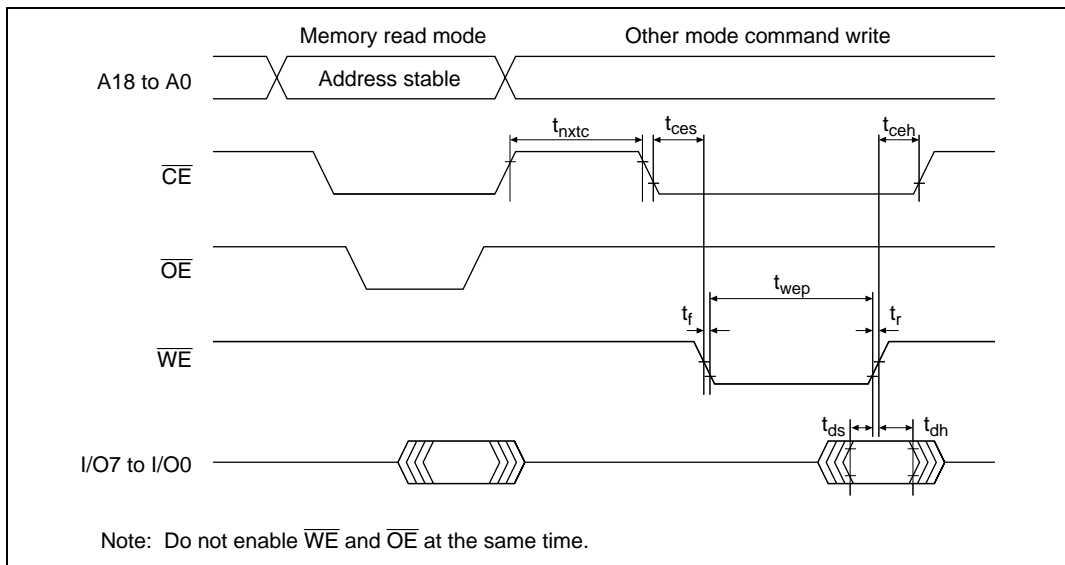 Memory read mode Other mode command write
A18 to A0 Address stable
tnxtc tces tceh
CE
OE
twep
tf tr
WE
tds tdh
I/O7 to I/O0
Note: Do not enable WE and OE at the same time.